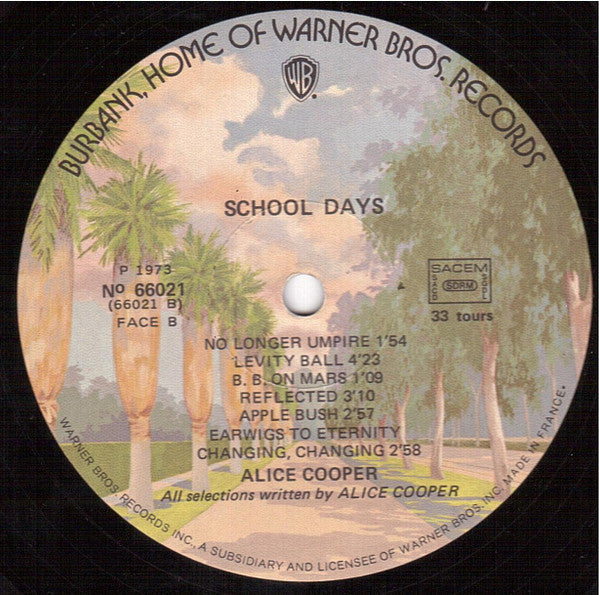 BURBANK, HOME OF WARNER BROS. RECORDS
WB
SCHOOL DAYS
P 1973
Nº 66021
(66021 B)
FACE B
SACEM
SACD
SDRM
SGDL
33 tours
NO LONGER UMPIRE 1'54
LEVITY BALL 4'23
B. B. ON MARS 1'09
REFLECTED 3'10
APPLE BUSH 2'57
EARWIGS TO ETERNITY
CHANGING, CHANGING 2'58
ALICE COOPER
All selections written by ALICE COOPER
WARNER BROS. RECORDS INC., A SUBSIDIARY AND LICENSEE OF WARNER BROS. INC. MADE IN FRANCE.